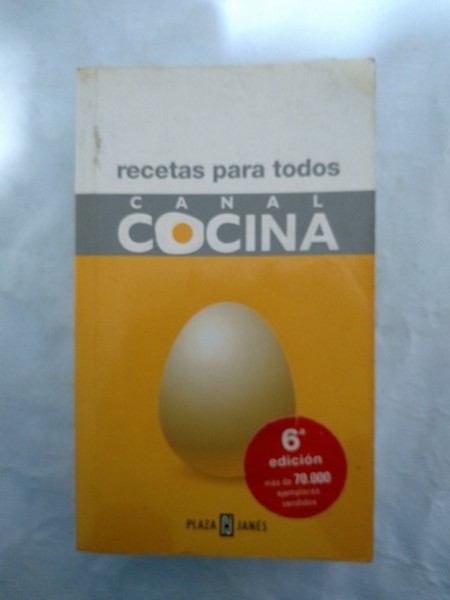 recetas para todos
CANAL
COCINA
6ª
edición
más de 70.000
ejemplares
vendidos
PLAZA JANÉS